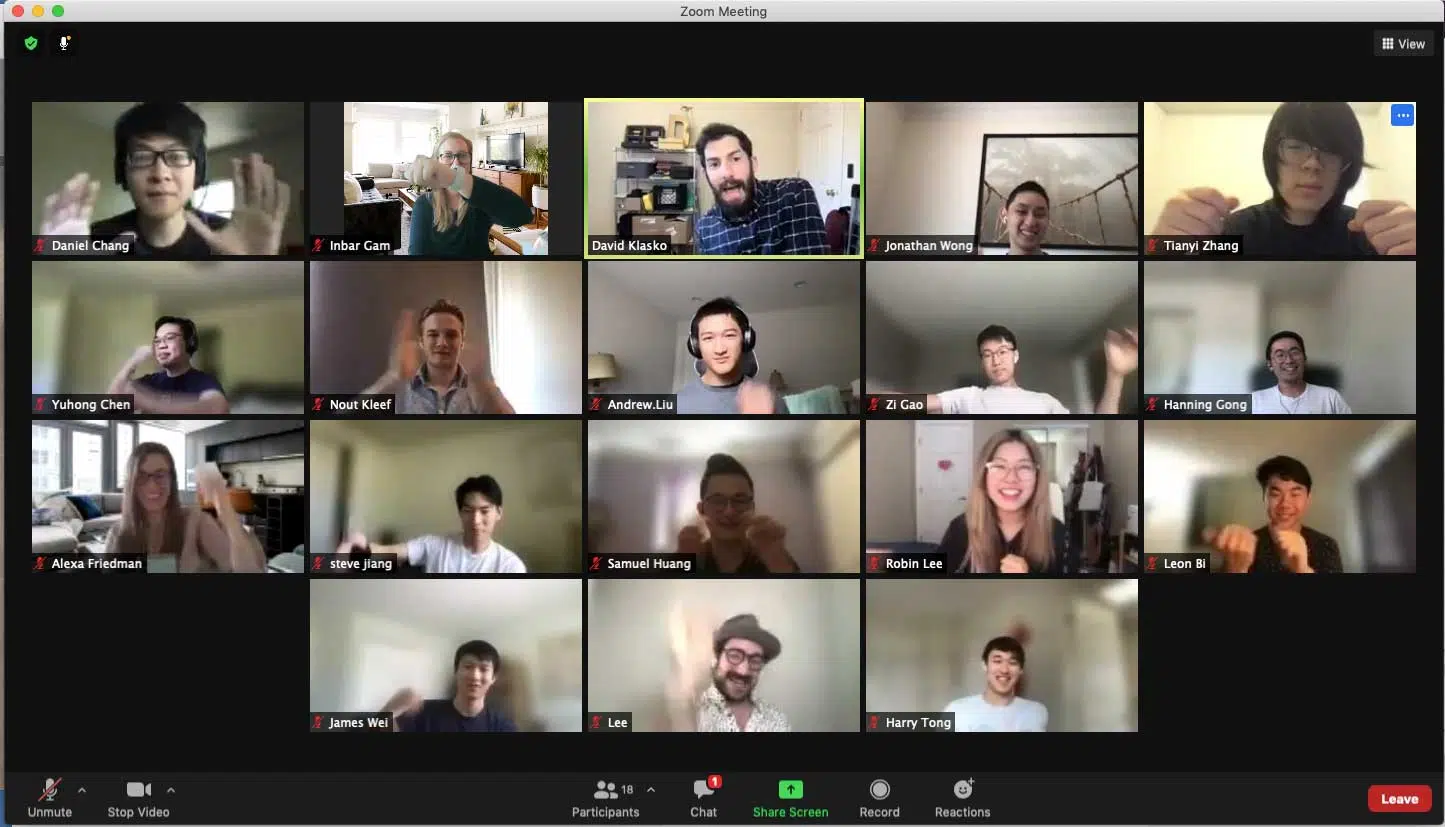 Zoom Meeting
View
Daniel Chang
Inbar Gam
David Klasko
Jonathan Wong
Tianyi Zhang
Yuhong Chen
Nout Kleef
Andrew.Liu
Zi Gao
Hanning Gong
Alexa Friedman
steve jiang
Samuel Huang
Robin Lee
Leon Bi
James Wei
Lee
Harry Tong
18
1
Unmute
Stop Video
Participants
Chat
Share Screen
Record
Reactions
Leave